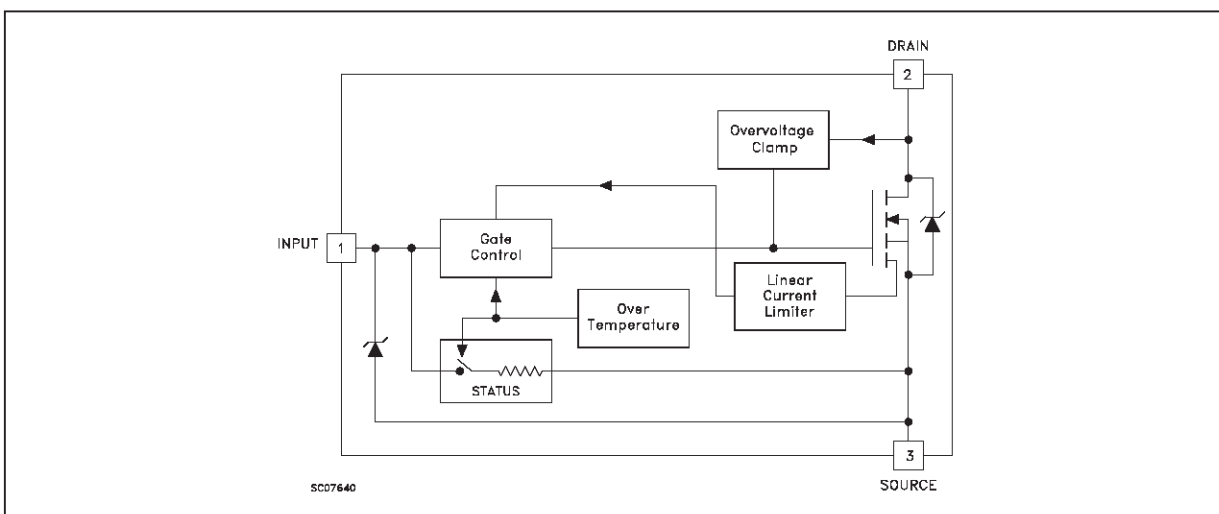 DRAIN
2
Overvoltage
Clamp
INPUT
1
Gate
Control
Linear
Current
Limiter
Over
Temperature
STATUS
3
SC07640
SOURCE